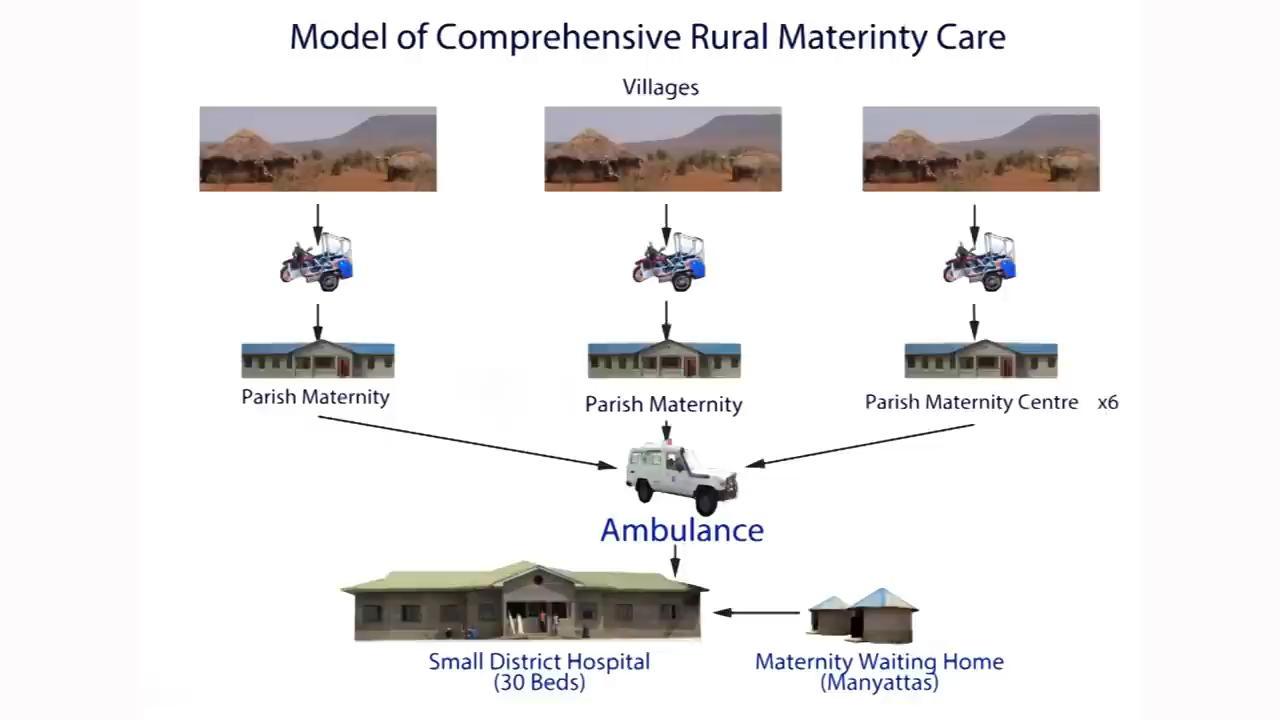 Model of Comprehensive Rural Materinty Care
Villages
Parish Maternity
Parish Maternity
Parish Maternity Centre x6
Ambulance
Small District Hospital
(30 Beds)
Maternity Waiting Home
(Manyattas)